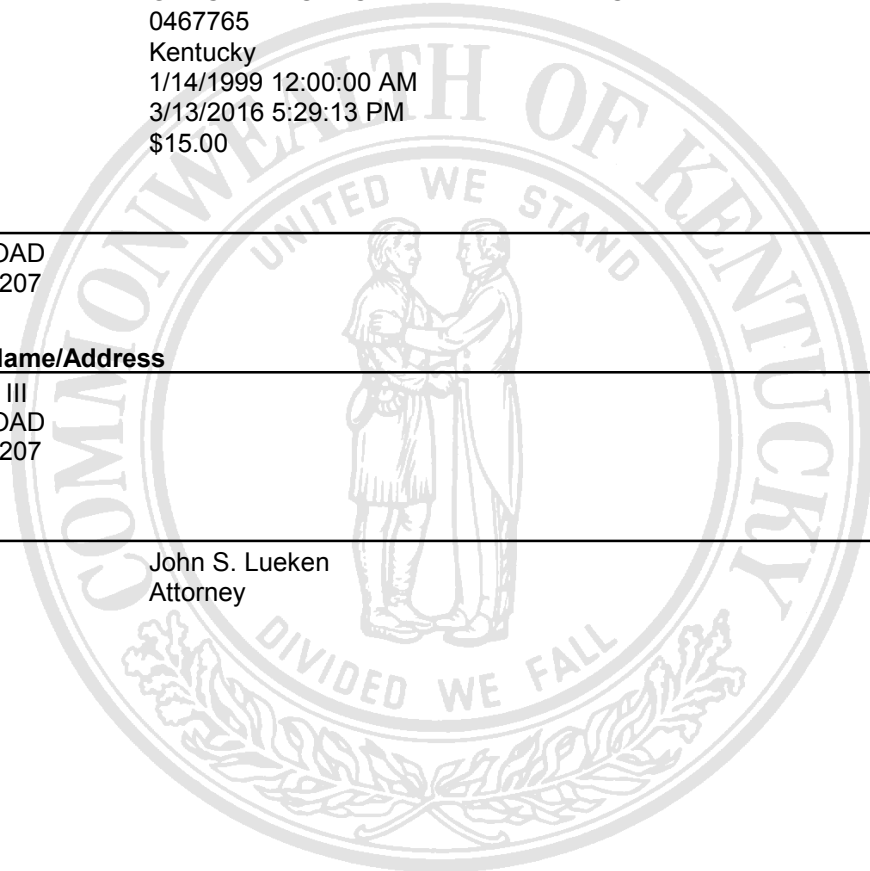 0467765
Kentucky
1/14/1999 12:00:00 AM
3/13/2016 5:29:13 PM
$15.00
COMMONWEALTH OF KENTUCKY
UNITED WE STAND
OAD
207
Name/Address
III
OAD
207
John S. Lueken
Attorney
DIVIDED WE FALL